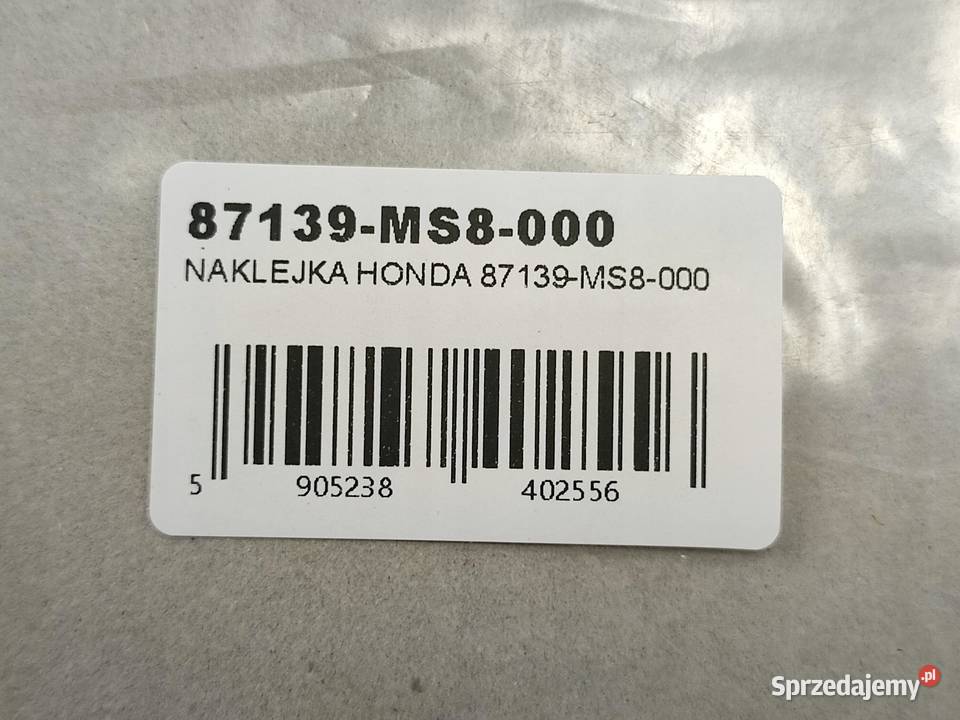 87139-MS8-000
NAKLEJKA HONDA 87139-MS8-000
5 905238 402556
Sprzedajemy.pl